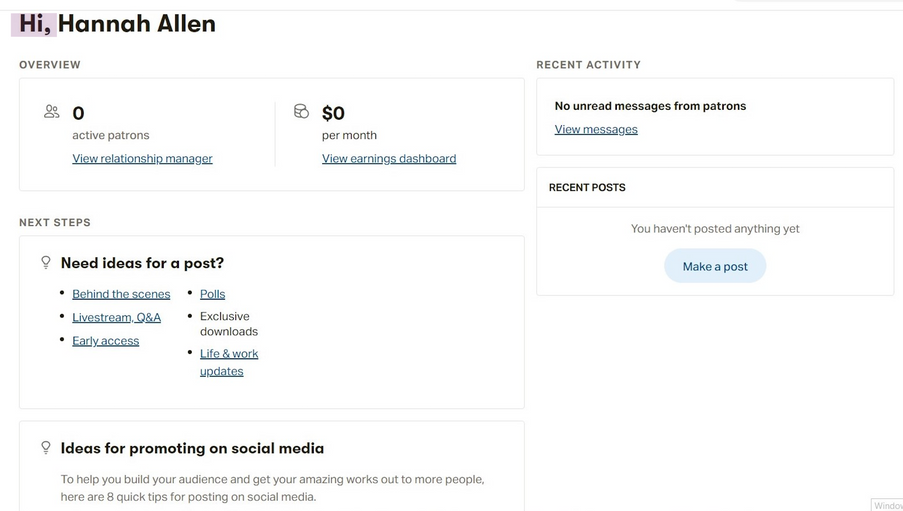 Hi, Hannah Allen
OVERVIEW
0
active patrons
View relationship manager
$0
per month
View earnings dashboard
NEXT STEPS
Need ideas for a post?
Behind the scenes
Livestream, Q&A
Early access
Polls
Exclusive
downloads
Life & work
updates
Ideas for promoting on social media
To help you build your audience and get your amazing works out to more people,
here are 8 quick tips for posting on social media.
RECENT ACTIVITY
No unread messages from patrons
View messages
RECENT POSTS
You haven't posted anything yet
Make a post
Window